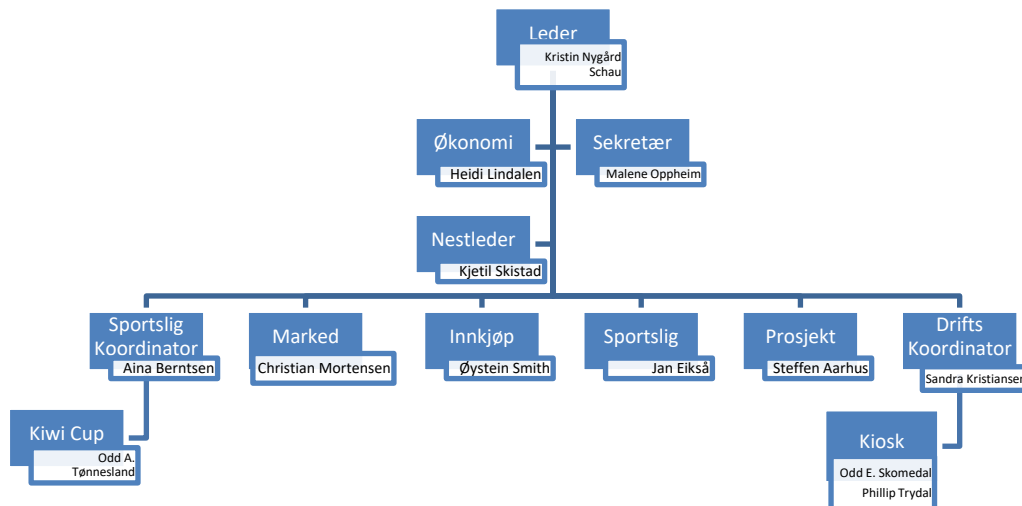 Leder
Kristin Nygård
Schau
Økonomi
Heidi Lindalen
Sekretær
Malene Oppheim
Nestleder
Kjetil Skistad
Sportslig
Koordinator
Aina Berntsen
Marked
Christian Mortensen
Innkjøp
Øystein Smith
Sportslig
Jan Eikså
Prosjekt
Steffen Aarhus
Drifts
Koordinator
Sandra Kristiansen
Kiwi Cup
Odd A.
Tønnesland
Kiosk
Odd E. Skomedal
Phillip Trydal